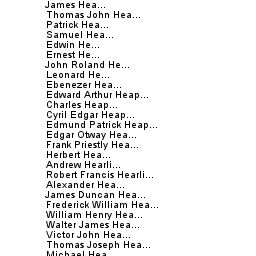 James Hea...
Thomas John Hea...
Patrick Hea...
Samuel Hea...
Edwin He...
Ernest He...
John Roland He...
Leonard He...
Ebenezer Hea...
Edward Arthur Heap...
Charles Heap...
Cyril Edgar Heap...
Edmund Patrick Heap...
Edgar Otway Hea...
Frank Priestly Hea...
Herbert Hea...
Andrew Hearli...
Robert Francis Hearli...
Alexander Hea...
James Duncan Hea...
Frederick William Hea...
William Henry Hea...
Walter James Hea...
Victor John Hea...
Thomas Joseph Hea...
Michael Hea